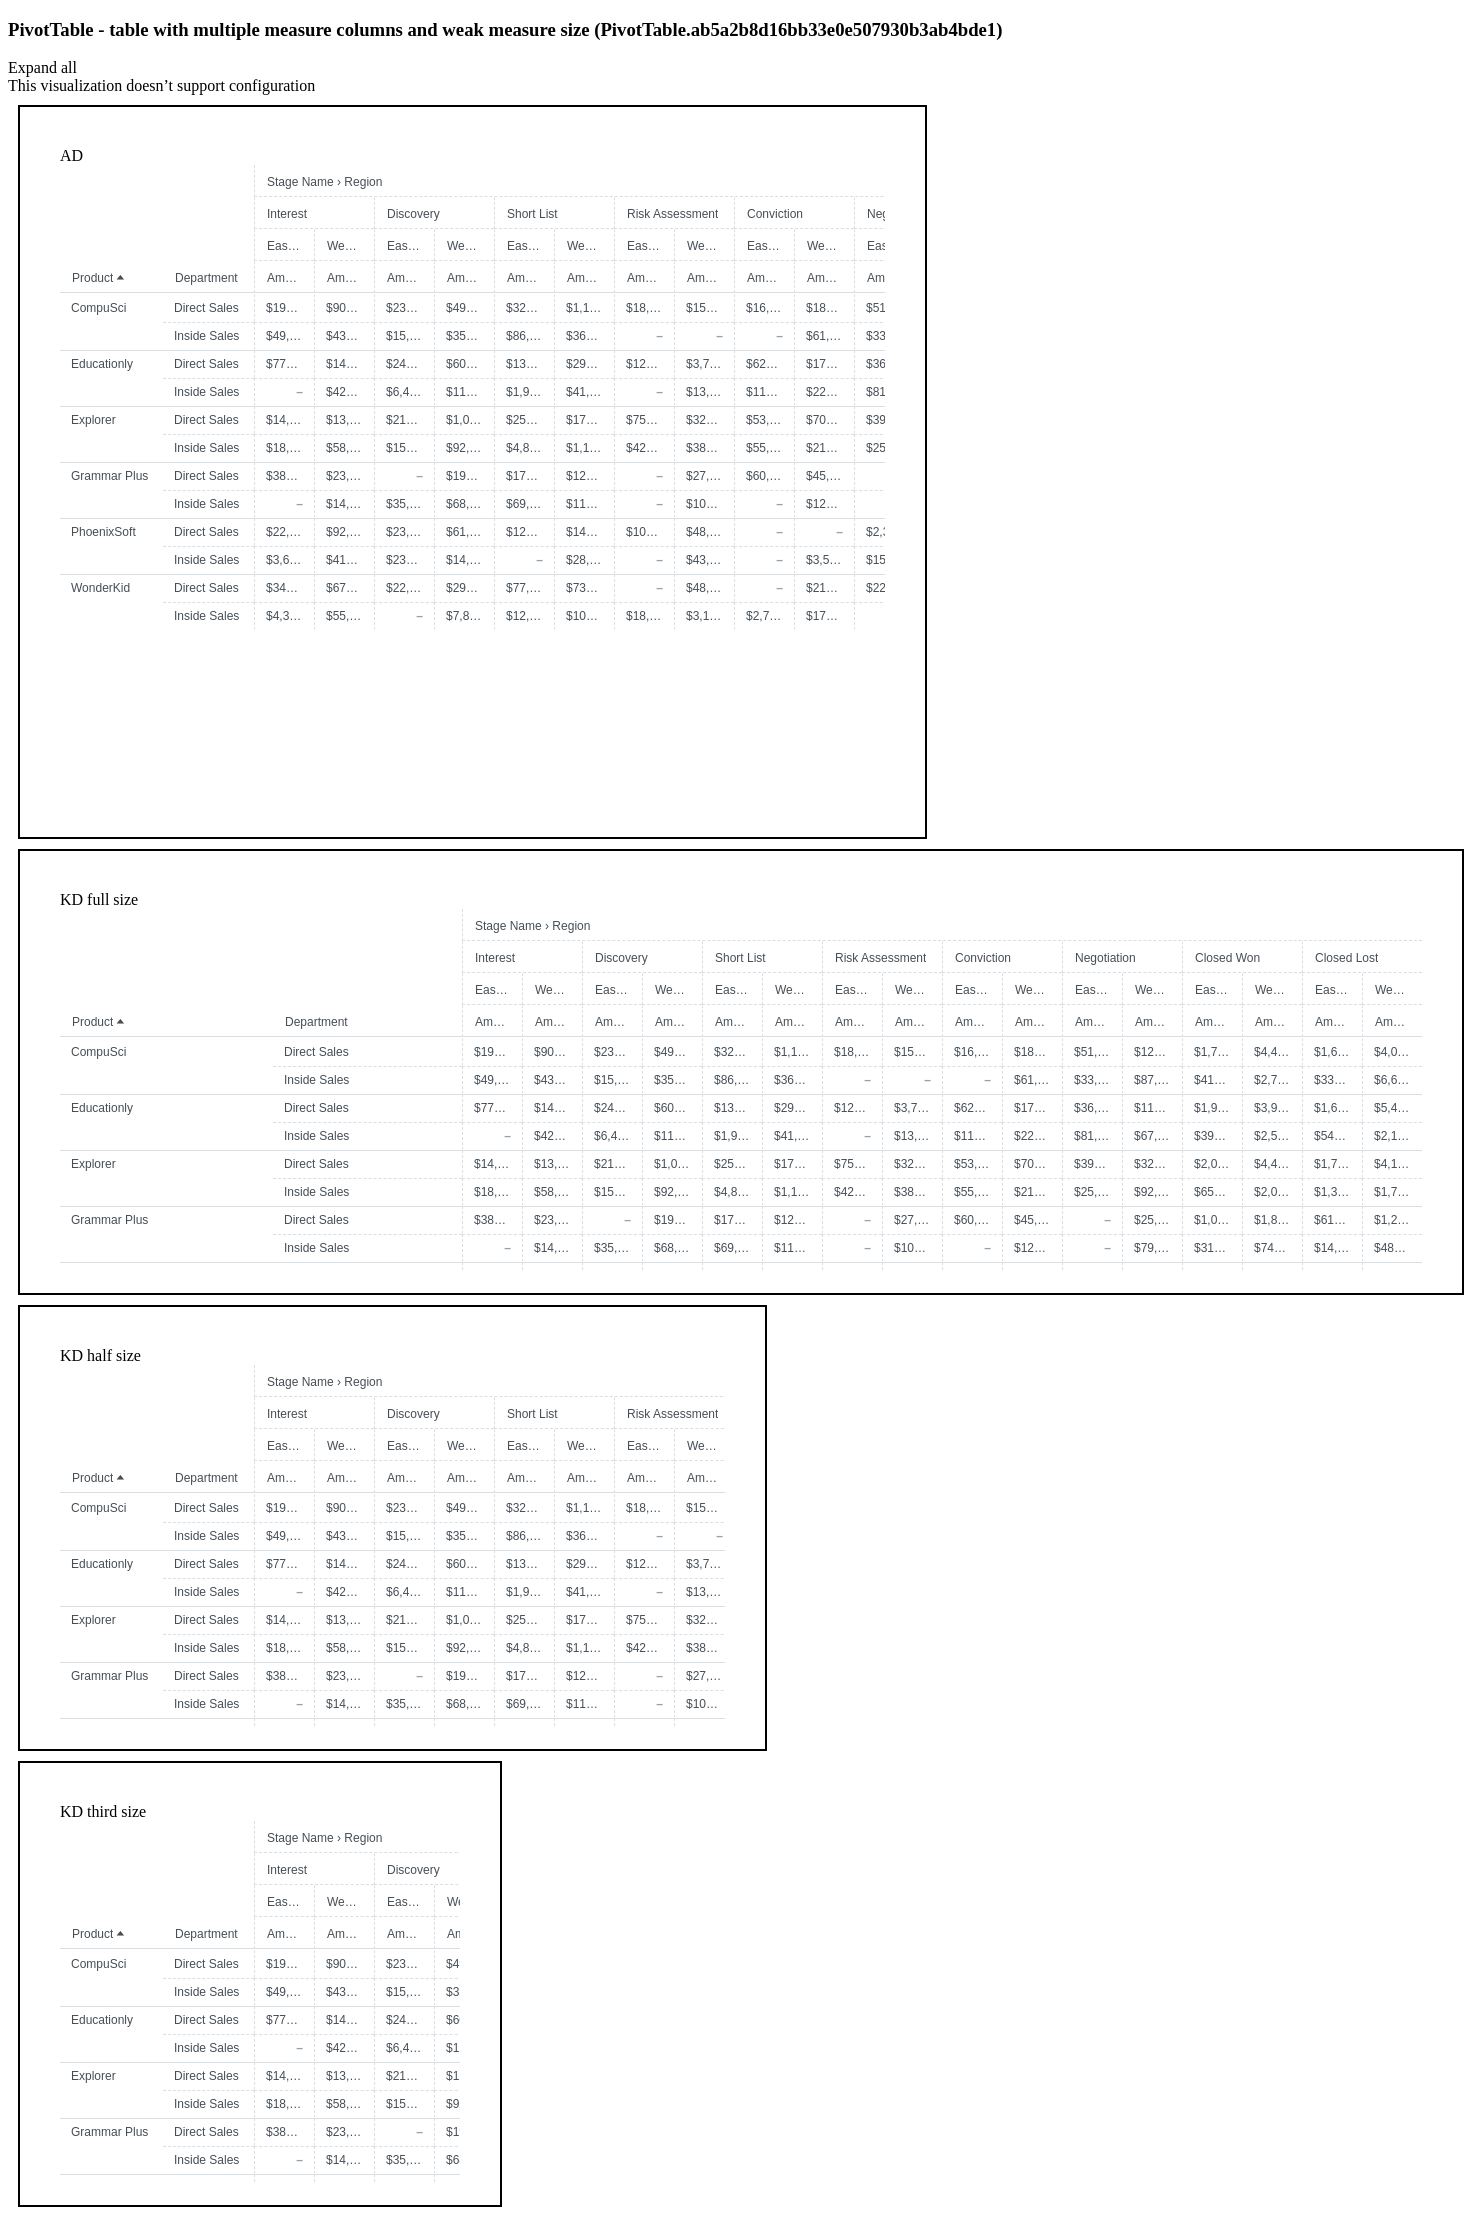 PivotTable - table with multiple measure columns and weak measure size (PivotTable.ab5a2b8d16bb33e0e507930b3ab4bde1)
Expand all
This visualization doesn’t support configuration
AD
Stage Name › Region
Interest Discovery Short List Risk Assessment Conviction Neg
Eas… We… Eas… We… Eas… We… Eas… We… Eas… We… Eas
Product Department Am… Am… Am… Am… Am… Am… Am… Am… Am… Am… Am
CompuSci Direct Sales $19… $90… $23… $49… $32… $1,1… $18,… $15… $16,… $18… $51
Inside Sales $49,… $43… $15,… $35… $86,… $36… – – – $61,… $33
Educationly Direct Sales $77… $14… $24… $60… $13… $29… $12… $3,7… $62… $17… $36
Inside Sales – $42… $6,4… $11… $1,9… $41,… – $13,… $11… $22… $81
Explorer Direct Sales $14,… $13,… $21… $1,0… $25… $17… $75… $32… $53,… $70… $39
Inside Sales $18,… $58,… $15… $92,… $4,8… $1,1… $42… $38… $55,… $21… $25
Grammar Plus Direct Sales $38… $23,… – $19… $17… $12… – $27,… $60,… $45,…
Inside Sales – $14,… $35,… $68,… $69,… $11… – $10… – $12…
PhoenixSoft Direct Sales $22,… $92,… $23,… $61,… $12… $14… $10… $48,… – – $2,3
Inside Sales $3,6… $41… $23… $14,… – $28,… – $43,… – $3,5… $15
WonderKid Direct Sales $34… $67… $22,… $29… $77,… $73… – $48,… – $21… $22
Inside Sales $4,3… $55,… – $7,8… $12,… $10… $18,… $3,1… $2,7… $17…
KD full size
Stage Name › Region
Interest Discovery Short List Risk Assessment Conviction Negotiation Closed Won Closed Lost
Eas… We… Eas… We… Eas… We… Eas… We… Eas… We… Eas… We… Eas… We… Eas… We…
Product Department Am… Am… Am… Am… Am… Am… Am… Am… Am… Am… Am… Am… Am… Am… Am… Am…
CompuSci Direct Sales $19… $90… $23… $49… $32… $1,1… $18,… $15… $16,… $18… $51,… $12… $1,7… $4,4… $1,6… $4,0…
Inside Sales $49,… $43… $15,… $35… $86,… $36… – – – $61,… $33,… $87,… $41… $2,7… $33… $6,6…
Educationly Direct Sales $77… $14… $24… $60… $13… $29… $12… $3,7… $62… $17… $36,… $11… $1,9… $3,9… $1,6… $5,4…
Inside Sales – $42… $6,4… $11… $1,9… $41,… – $13,… $11… $22… $81,… $67,… $39… $2,5… $54… $2,1…
Explorer Direct Sales $14,… $13,… $21… $1,0… $25… $17… $75… $32… $53,… $70… $39… $32… $2,0… $4,4… $1,7… $4,1…
Inside Sales $18,… $58,… $15… $92,… $4,8… $1,1… $42… $38… $55,… $21… $25,… $92,… $65… $2,0… $1,3… $1,7…
Grammar Plus Direct Sales $38… $23,… – $19… $17… $12… – $27,… $60,… $45,… – $25,… $1,0… $1,8… $61… $1,2…
Inside Sales – $14,… $35,… $68,… $69,… $11… – $10… – $12… – $79,… $31… $74… $14,… $48…
KD half size
Stage Name › Region
Interest Discovery Short List Risk Assessment
Eas… We… Eas… We… Eas… We… Eas… We…
Product Department Am… Am… Am… Am… Am… Am… Am… Am…
CompuSci Direct Sales $19… $90… $23… $49… $32… $1,1… $18,… $15…
Inside Sales $49,… $43… $15,… $35… $86,… $36… – –
Educationly Direct Sales $77… $14… $24… $60… $13… $29… $12… $3,7…
Inside Sales – $42… $6,4… $11… $1,9… $41,… – $13,…
Explorer Direct Sales $14,… $13,… $21… $1,0… $25… $17… $75… $32…
Inside Sales $18,… $58,… $15… $92,… $4,8… $1,1… $42… $38…
Grammar Plus Direct Sales $38… $23,… – $19… $17… $12… – $27,…
Inside Sales – $14,… $35,… $68,… $69,… $11… – $10…
KD third size
Stage Name › Region
Interest Discovery
Eas… We… Eas… We
Product Department Am… Am… Am… Am
CompuSci Direct Sales $19… $90… $23… $4
Inside Sales $49,… $43… $15,… $3
Educationly Direct Sales $77… $14… $24… $6
Inside Sales – $42… $6,4… $1
Explorer Direct Sales $14,… $13,… $21… $1
Inside Sales $18,… $58,… $15… $9
Grammar Plus Direct Sales $38… $23,… – $1
Inside Sales – $14,… $35,… $6